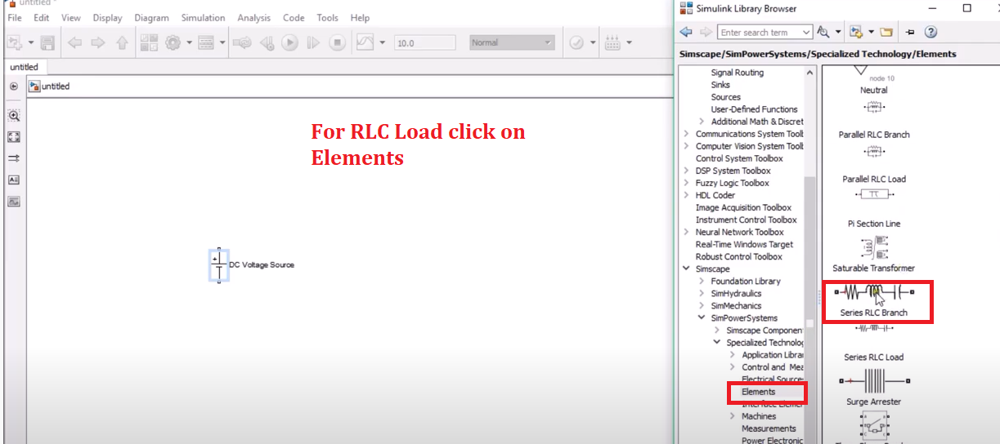 untitled *
File Edit View Display Diagram Simulation Analysis Code Tools Help
10.0
Normal
untitled
untitled
For RLC Load click on
Elements
+
DC Voltage Source
Simulink Library Browser
Enter search term
Simscape/SimPowerSystems/Specialized Technology/Elements
Signal Routing
Sinks
Sources
User-Defined Functions
Additional Math & Discret
Communications System Toolb
Computer Vision System Toolb
Control System Toolbox
DSP System Toolbox
Fuzzy Logic Toolbox
HDL Coder
Image Acquisition Toolbox
Instrument Control Toolbox
Neural Network Toolbox
Real-Time Windows Target
Robust Control Toolbox
Simscape
Foundation Library
SimHydraulics
SimMechanics
SimPowerSystems
Simscape Componen
Specialized Technolog
Application Librar
Control and Mea
Electrical Source
Elements
Interface Elemen
Machines
Measurements
Power Electronic
node 10
Neutral
Parallel RLC Branch
Parallel RLC Load
Pi Section Line
Saturable Transformer
Series RLC Branch
Series RLC Load
Surge Arrester